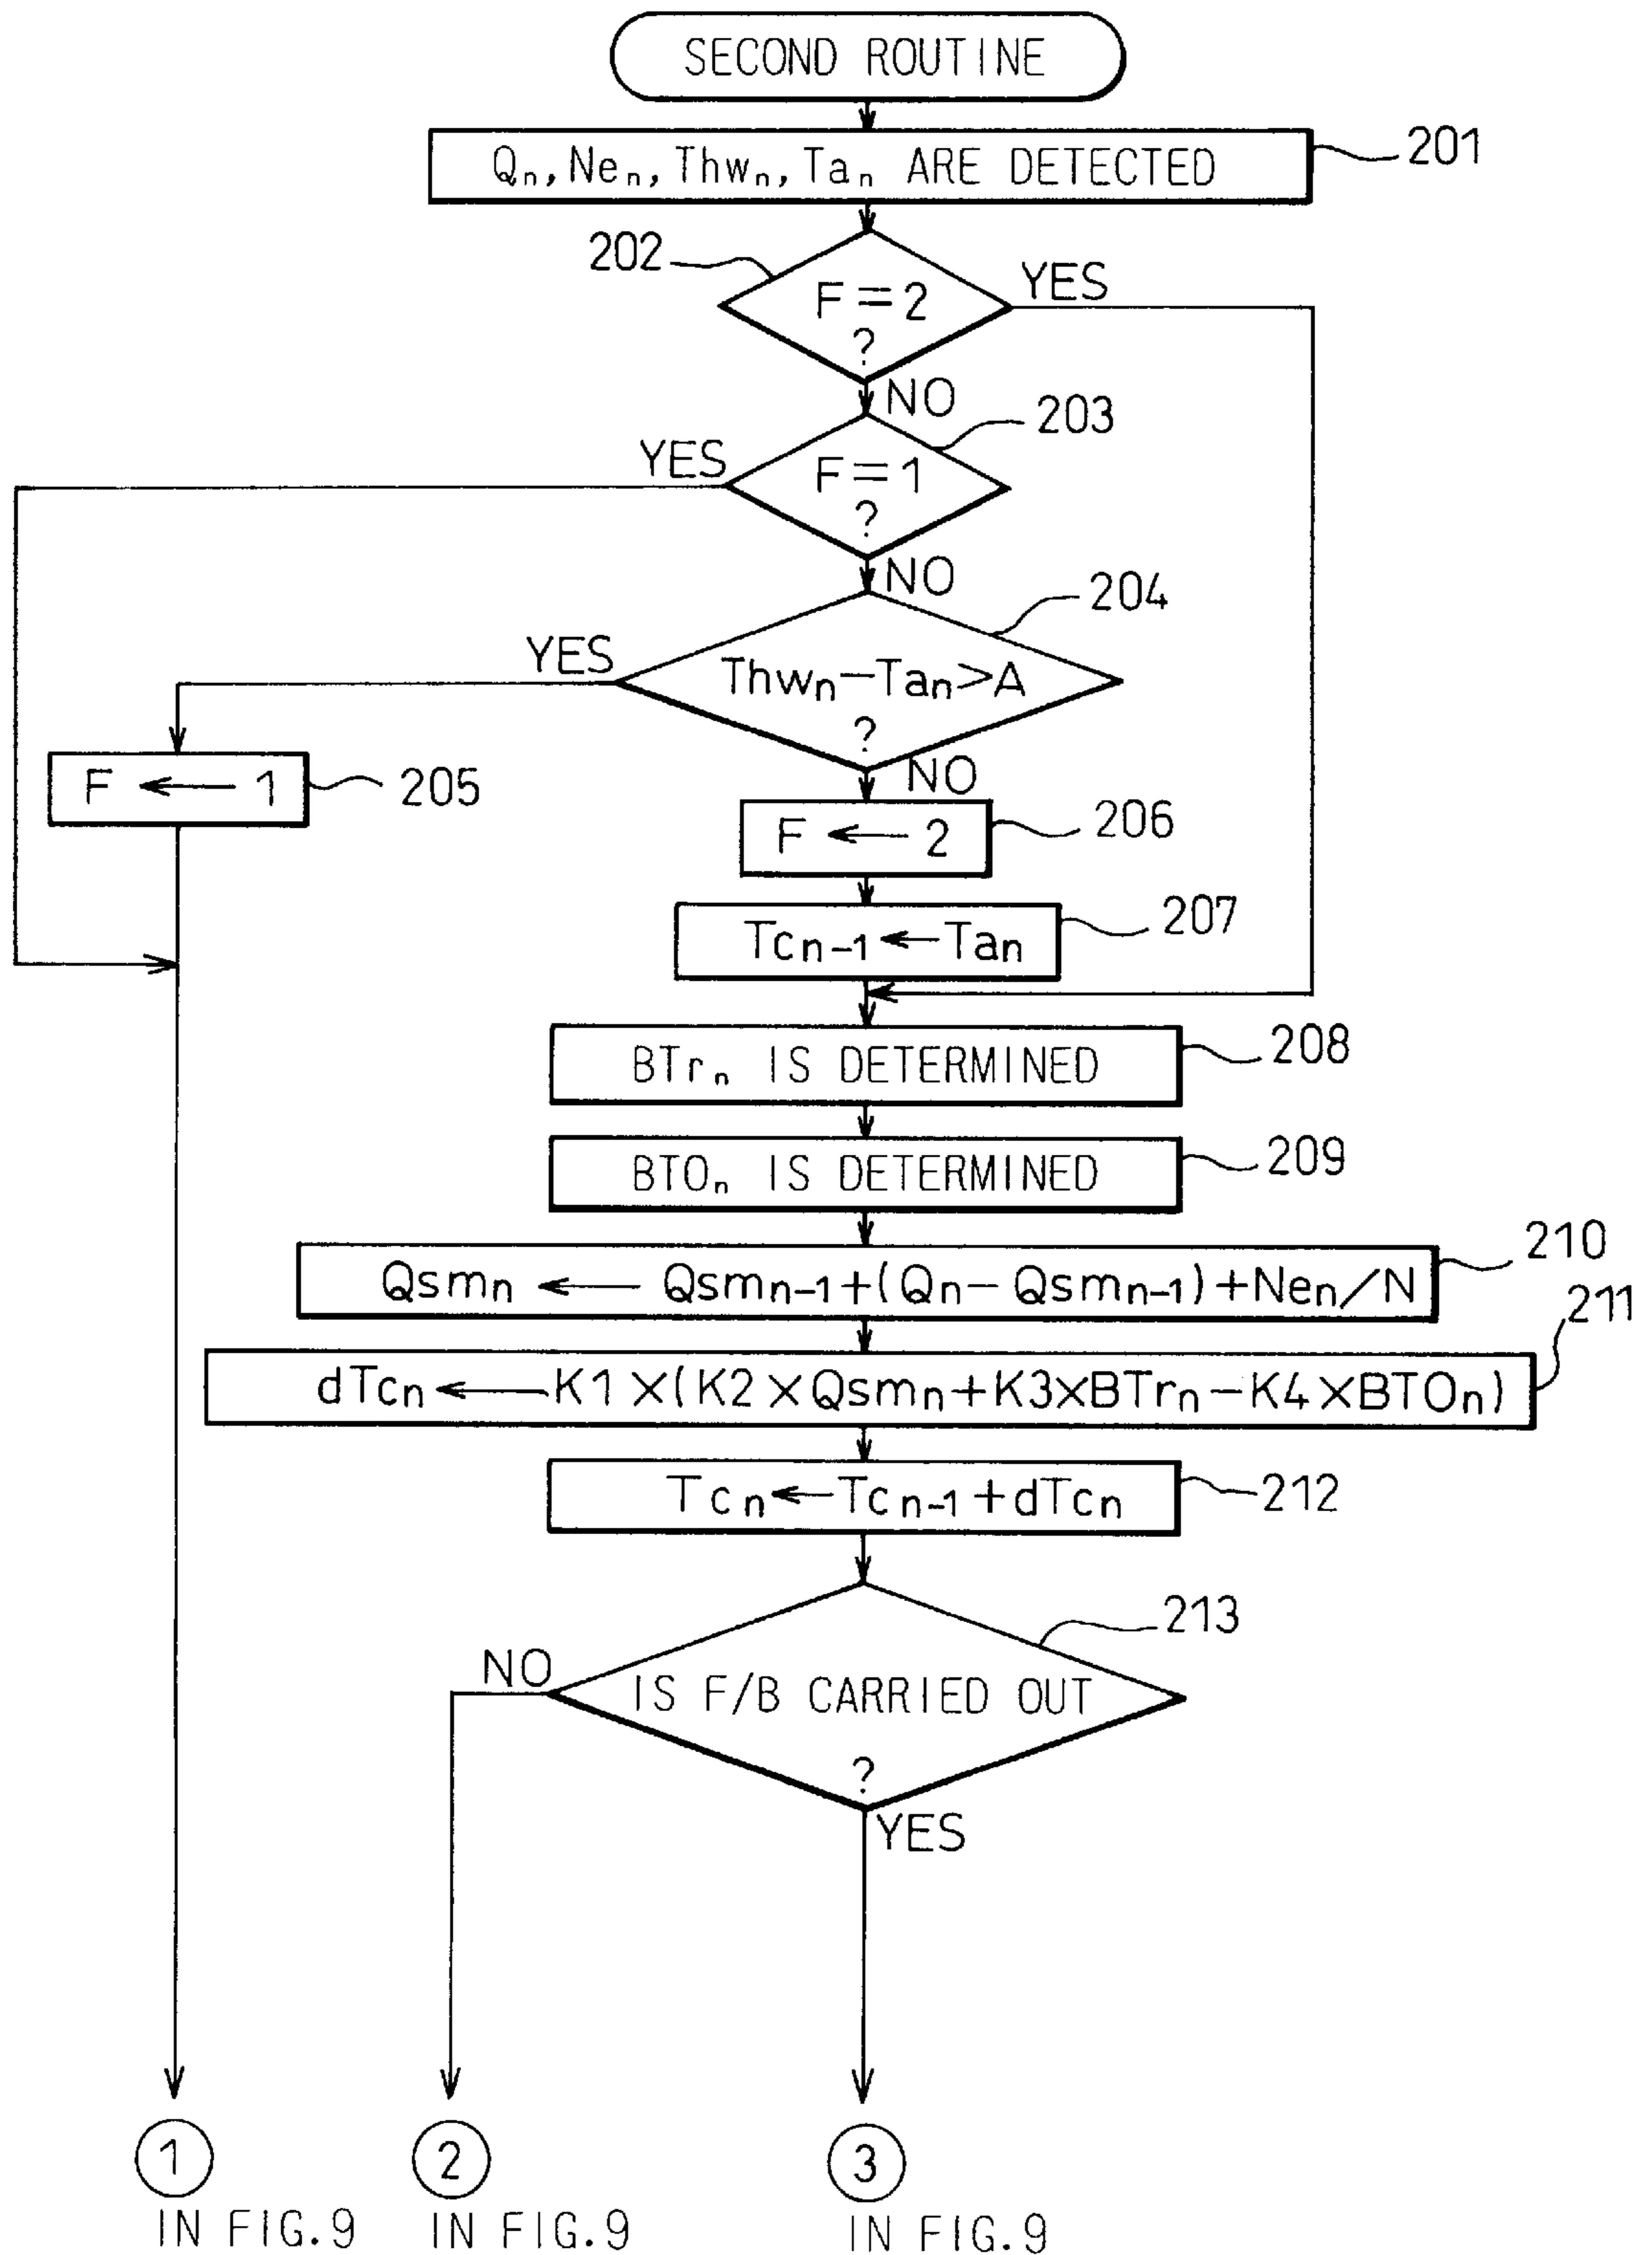 SECOND ROUTINE
Qn, Nen, Thwn, Tan ARE DETECTED
201
202
F=2
?
YES
NO
203
YES
F=1
?
NO
204
YES
Thwn-Tan>A
?
NO
F ← 1
205
F ← 2
206
Tcn-1 ← Tan
207
BTrn IS DETERMINED
208
BTOn IS DETERMINED
209
Qsmn ← Qsmn-1+(Qn-Qsmn-1)+Nen/N
210
dTcn ← K1×(K2×Qsmn+K3×BTrn-K4×BTOn)
211
Tcn ← Tcn-1+dTcn
212
213
NO
IS F/B CARRIED OUT
?
YES
1
IN FIG.9
2
IN FIG.9
3
IN FIG.9